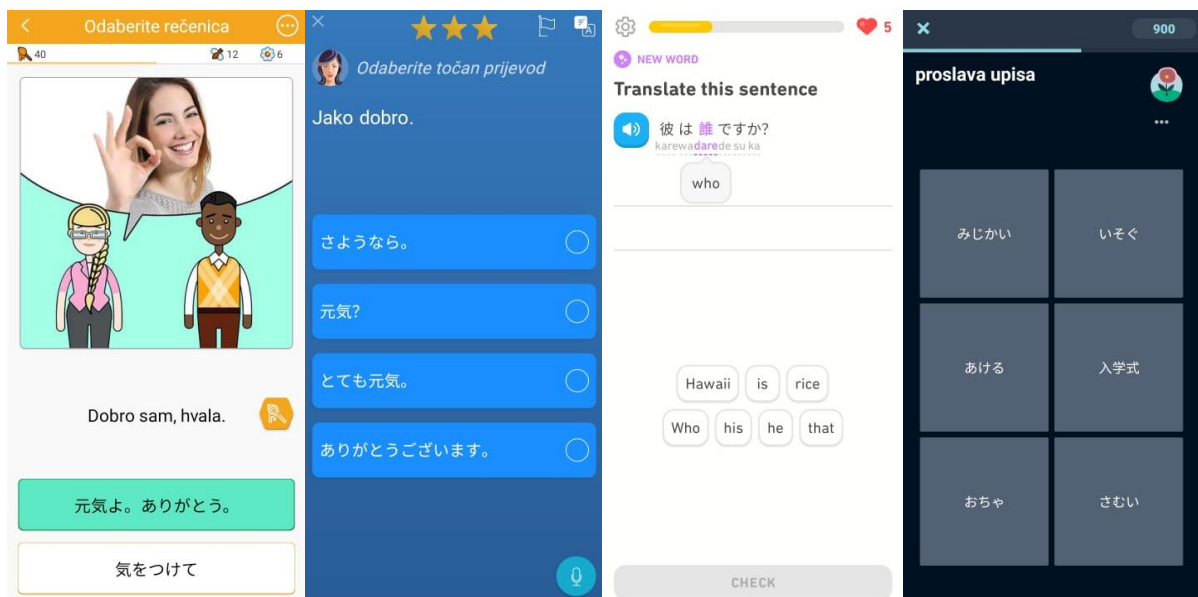 Odaberite rečenica
40
12
6
Dobro sam, hvala.
元気よ。ありがとう。
気をつけて
Odaberite točan prijevod
Jako dobro.
さようなら。
元気?
とても元気。
ありがとうございます。
5
NEW WORD
Translate this sentence
彼は誰ですか?
karewadaredesu ka
who
Hawaii is rice
Who his he that
CHECK
900
proslava upisa
みじかい いそぐ
あける 入学式
おちゃ さむい